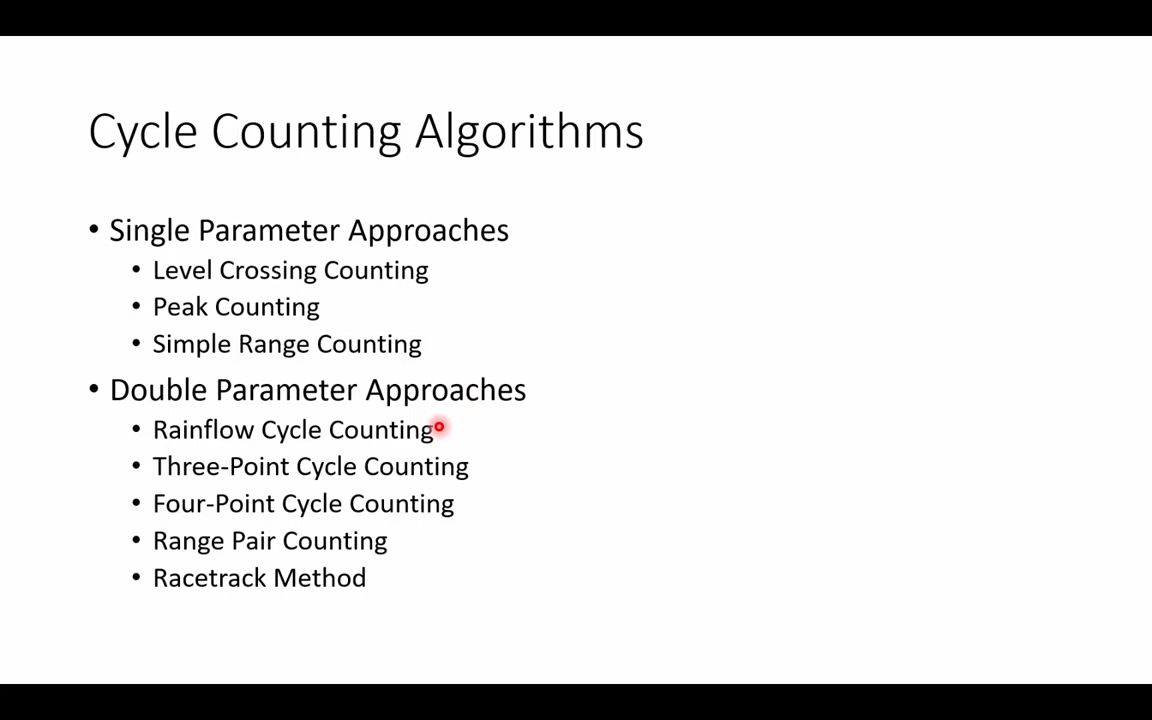 Cycle Counting Algorithms
• Single Parameter Approaches
• Level Crossing Counting
• Peak Counting
• Simple Range Counting
• Double Parameter Approaches
• Rainflow Cycle Counting
• Three-Point Cycle Counting
• Four-Point Cycle Counting
• Range Pair Counting
• Racetrack Method